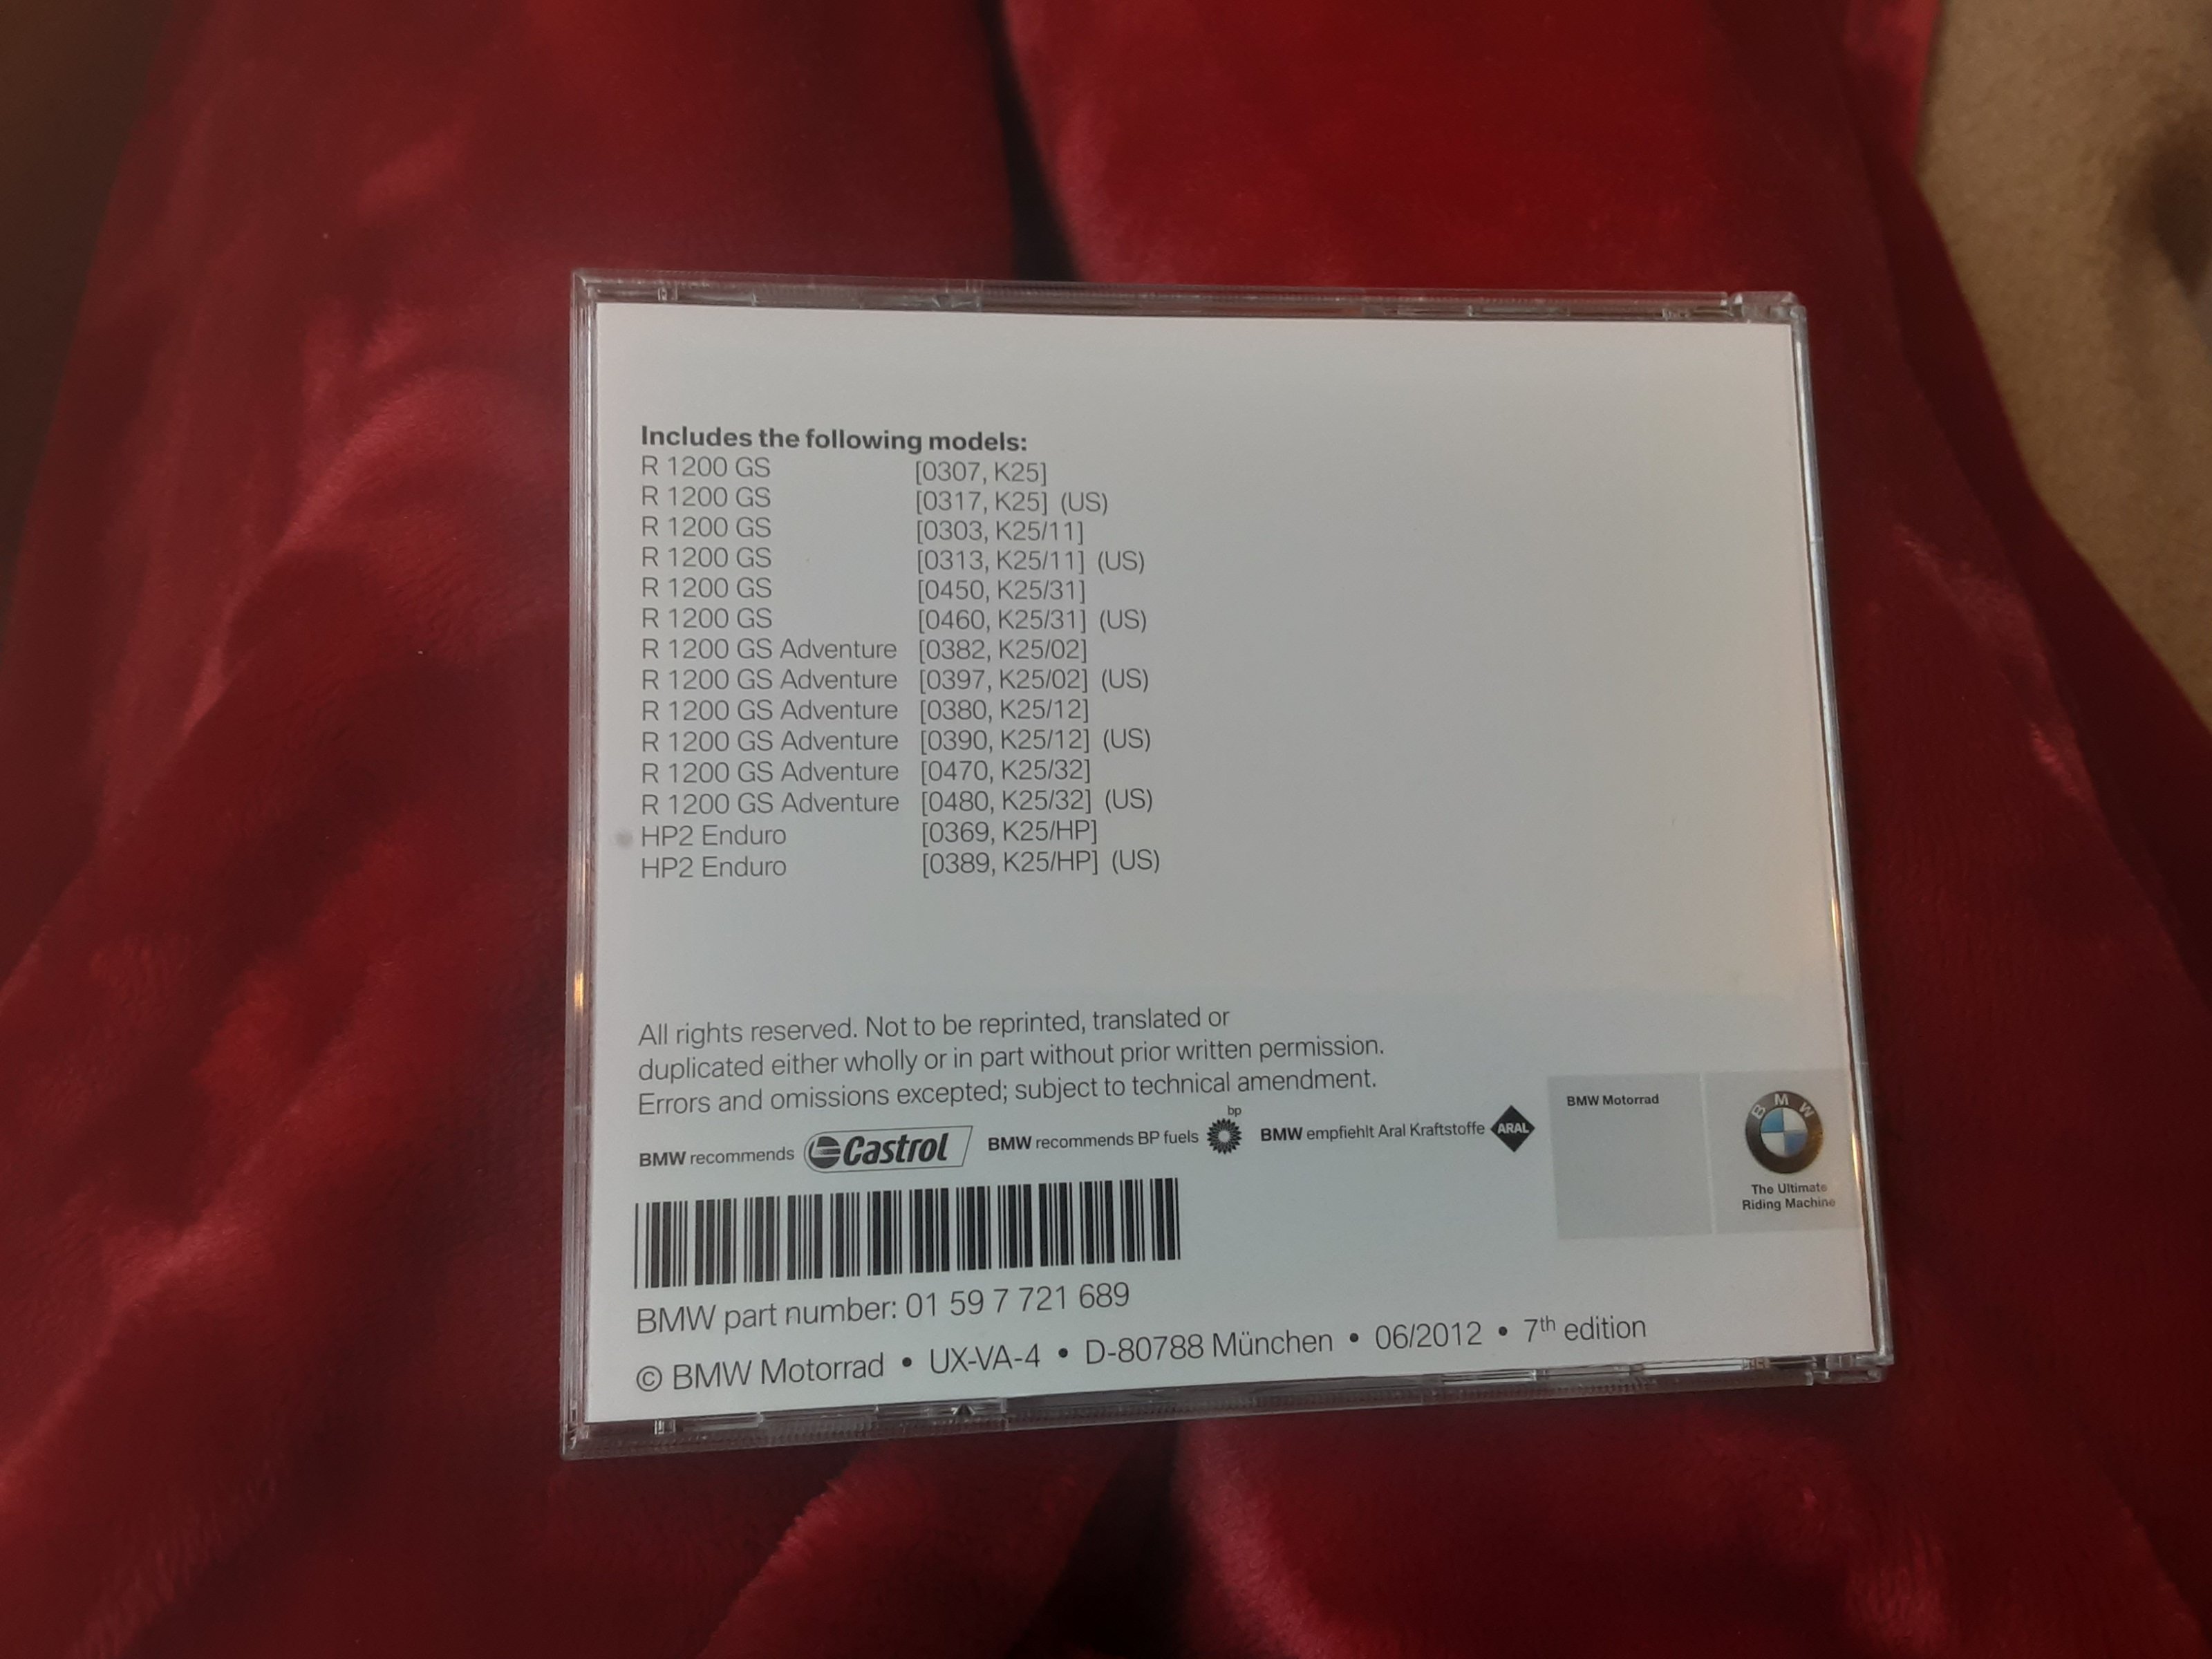 Includes the following models:
R 1200 GS [0307, K25]
R 1200 GS [0317, K25] (US)
R 1200 GS [0303, K25/11]
R 1200 GS [0313, K25/11] (US)
R 1200 GS [0450, K25/31]
R 1200 GS [0460, K25/31] (US)
R 1200 GS Adventure [0382, K25/02]
R 1200 GS Adventure [0397, K25/02] (US)
R 1200 GS Adventure [0380, K25/12]
R 1200 GS Adventure [0390, K25/12] (US)
R 1200 GS Adventure [0470, K25/32]
R 1200 GS Adventure [0480, K25/32] (US)
HP2 Enduro [0369, K25/HP]
HP2 Enduro [0389, K25/HP] (US)
All rights reserved. Not to be reprinted, translated or
duplicated either wholly or in part without prior written permission.
Errors and omissions excepted; subject to technical amendment.
BMW recommends Castrol
BMW recommends BP fuels bp
BMW empfiehlt Aral Kraftstoffe ARAL
BMW Motorrad
BMW
The Ultimate
Riding Machine
BMW part number: 01 59 7 721 689
© BMW Motorrad • UX-VA-4 • D-80788 München • 06/2012 • 7th edition